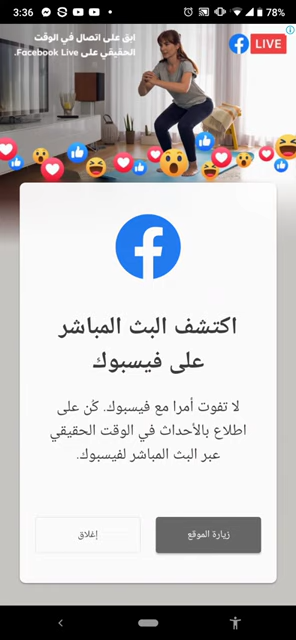 3:36
78%
ابق على اتصال في الوقت
الحقيقي على Facebook Live.
LIVE
اكتشف البث المباشر
على فيسبوك
لا تفوت أمرا مع فيسبوك. كُن على
اطلاع بالأحداث في الوقت الحقيقي
عبر البث المباشر لفيسبوك.
زيارة الموقع
إغلاق